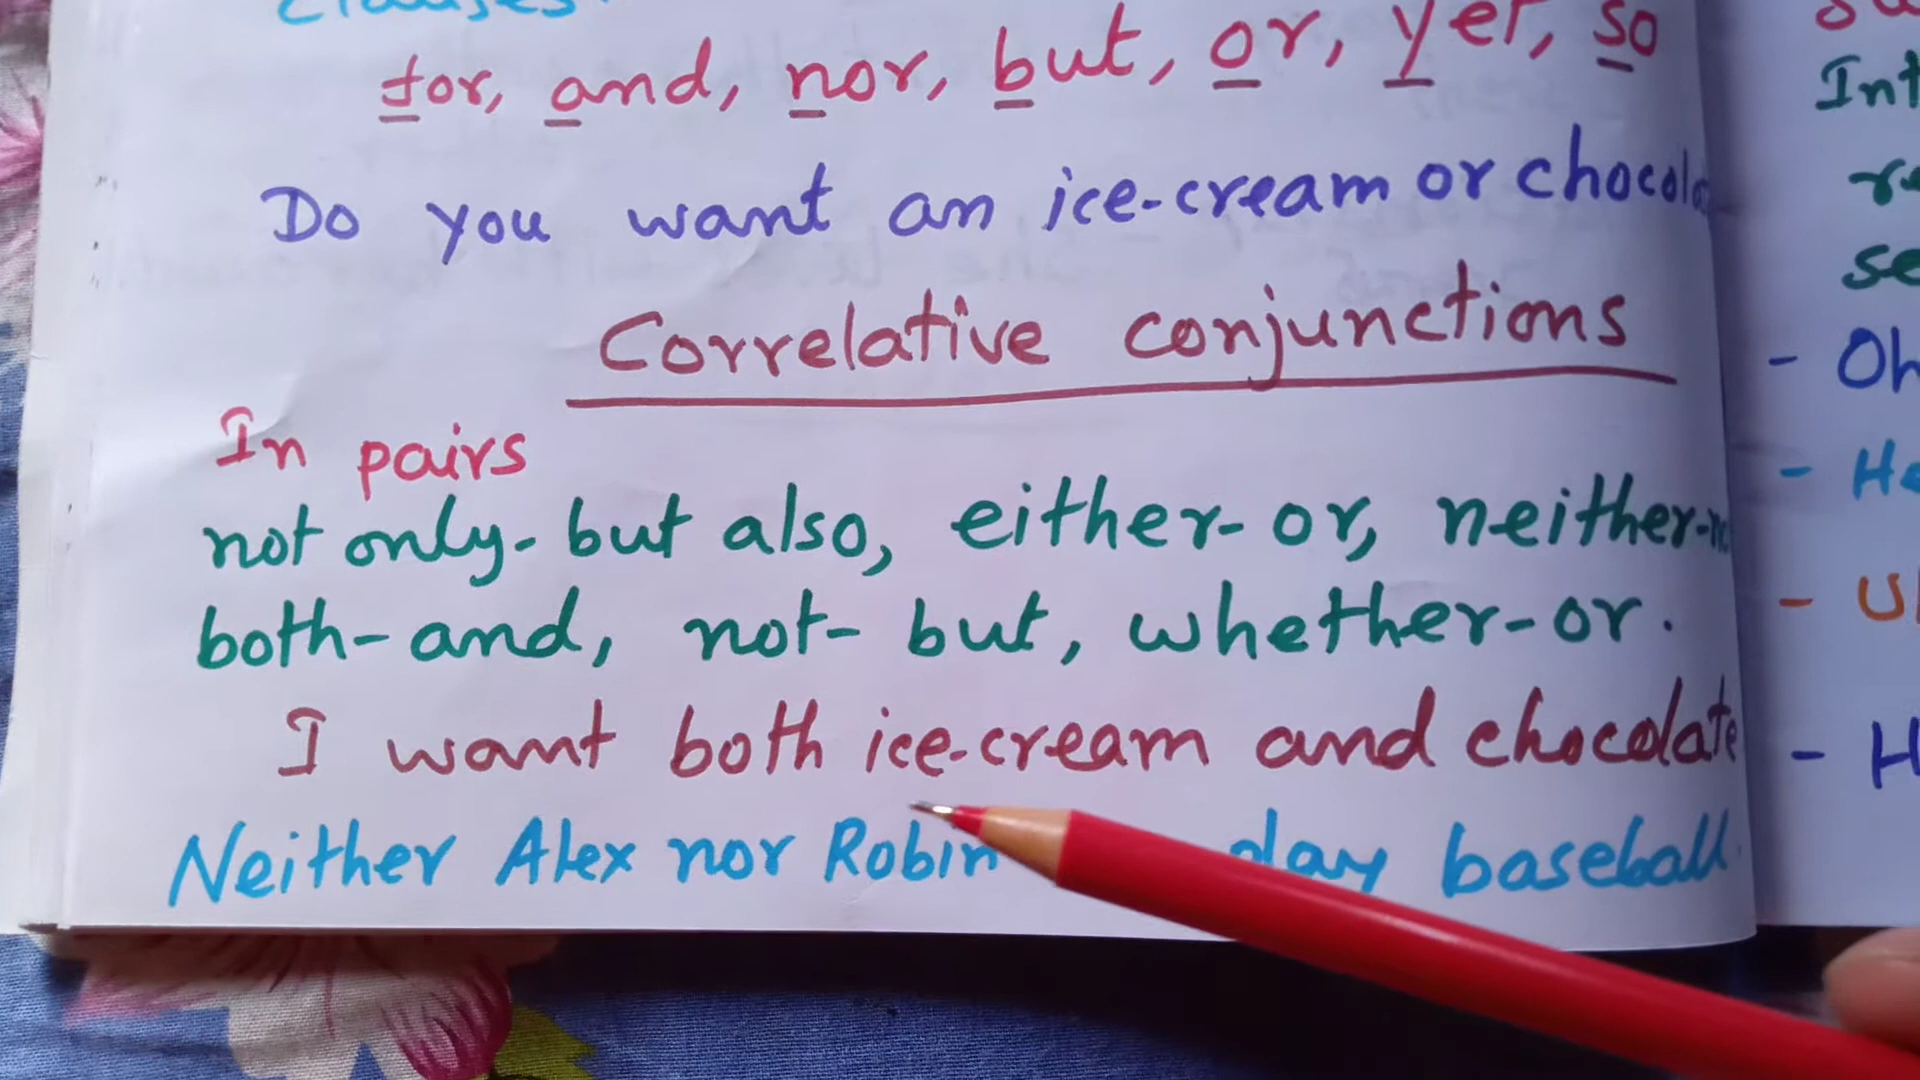 clauses.
for, and, nor, but, or, yet, so
Do you want an ice-cream or
Correlative conjunctions
In pairs
not only-but also, either-or, neither-
both-and, not-but, whether-or.
I want both ice-cream and chocolate
Neither Alex nor Robin baseball.
- Oh